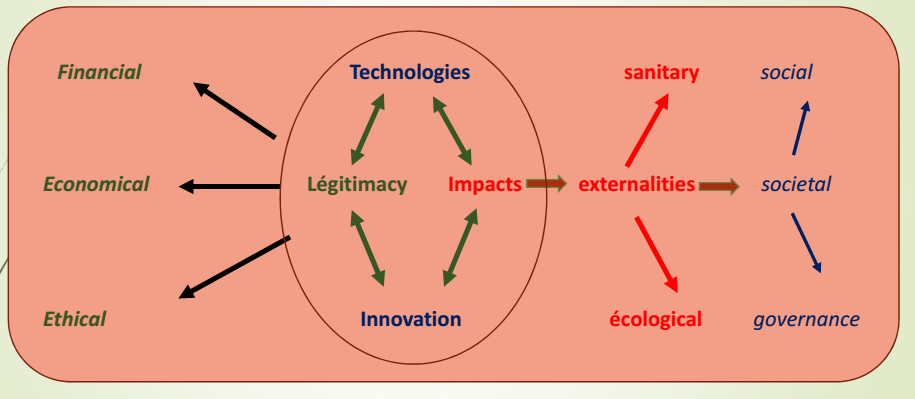 Financial
Technologies
sanitary
social
Economical
Légitimacy
Impacts
externalities
societal
Ethical
Innovation
écological
governance